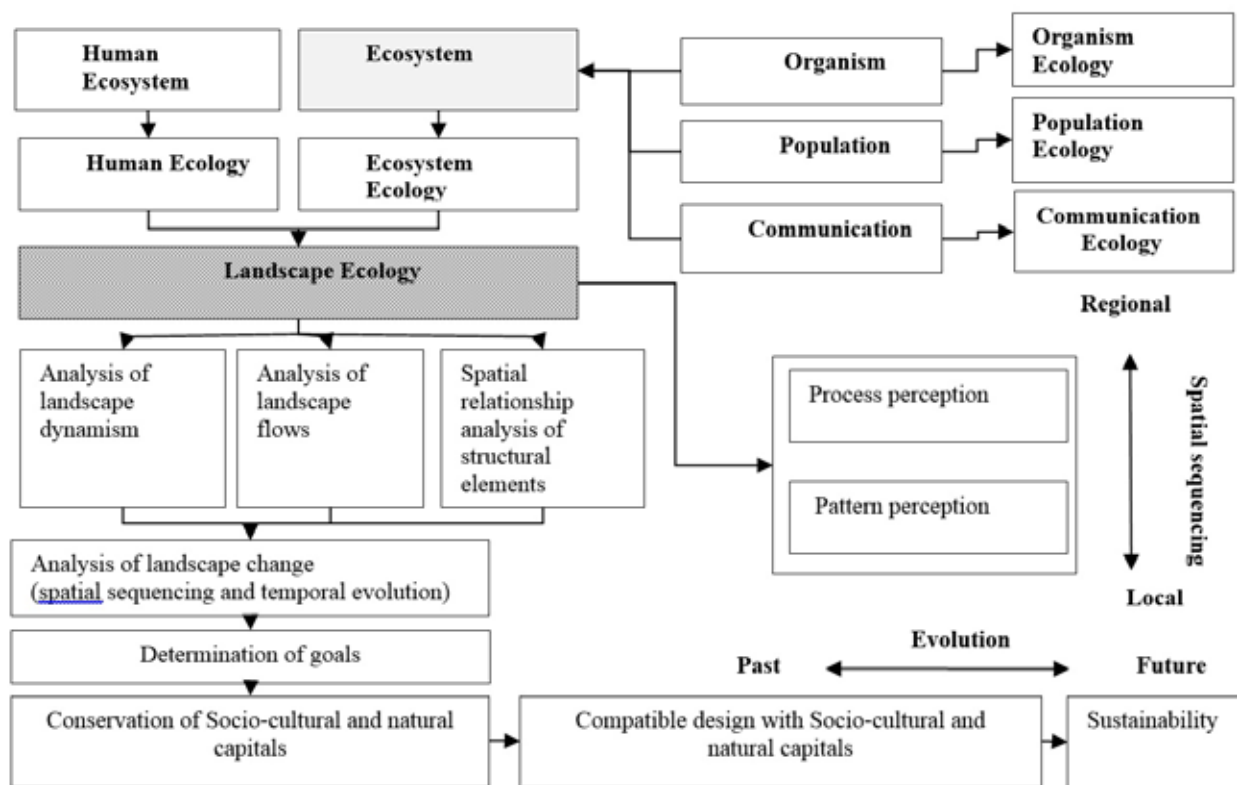 Human
Ecosystem
Ecosystem
Organism
Organism
Ecology
Population
Population
Ecology
Human Ecology
Ecosystem
Ecology
Communication
Communication
Ecology
Landscape Ecology
Regional
Analysis of
landscape
dynamism
Analysis of
landscape
flows
Spatial
relationship
analysis of
structural
elements
Process perception
Pattern perception
Spatial sequencing
Local
Analysis of landscape change
(spatial sequencing and temporal evolution)
Determination of goals
Evolution
Past
Future
Conservation of Socio-cultural and natural
capitals
Compatible design with Socio-cultural and
natural capitals
Sustainability